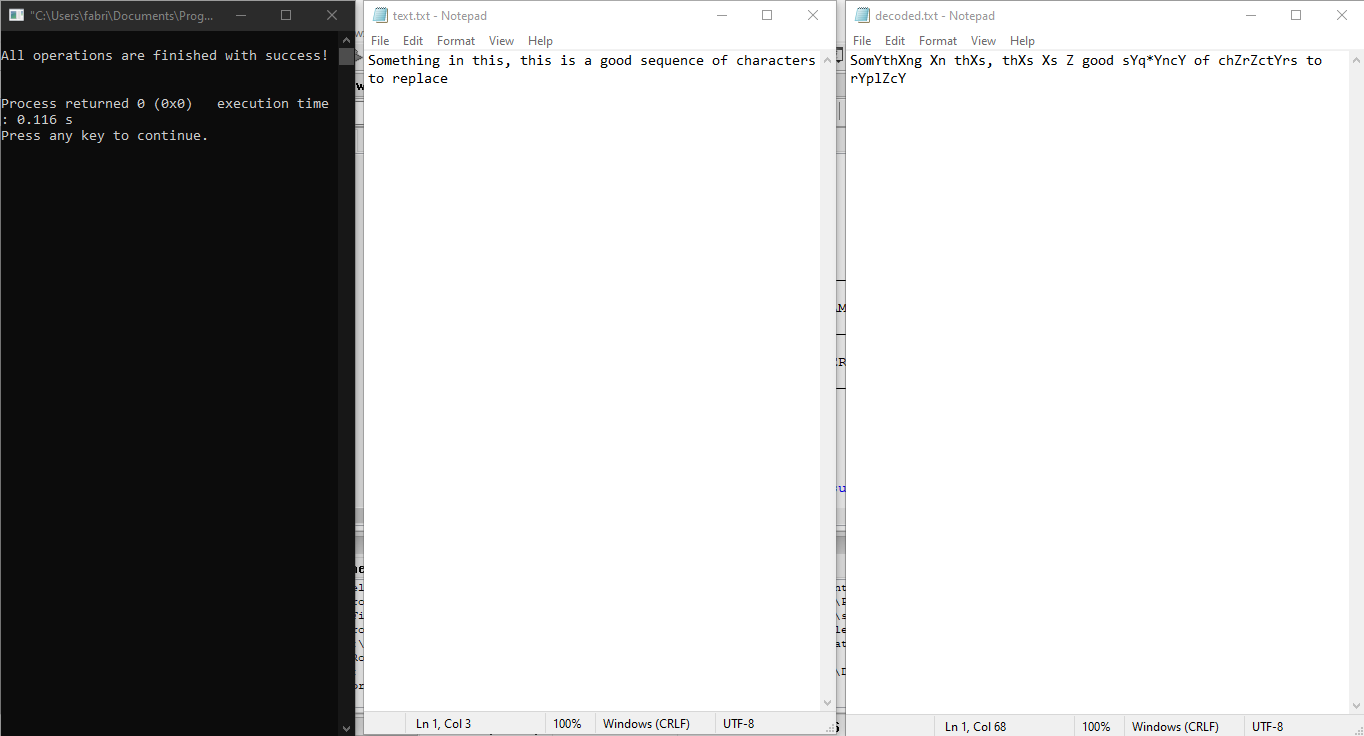 "C:\Users\fabri\Documents\Prog...
All operations are finished with success!
Process returned 0 (0x0)   execution time
: 0.116 s
Press any key to continue.
text.txt - Notepad
File Edit Format View Help
Something in this, this is a good sequence of characters
to replace
Ln 1, Col 3
100%
Windows (CRLF)
UTF-8
decoded.txt - Notepad
File Edit Format View Help
SomYthXng Xn thXs, thXs Xs Z good sYq*YncY of chZrZctYrs to
rYplZcY
Ln 1, Col 68
100%
Windows (CRLF)
UTF-8